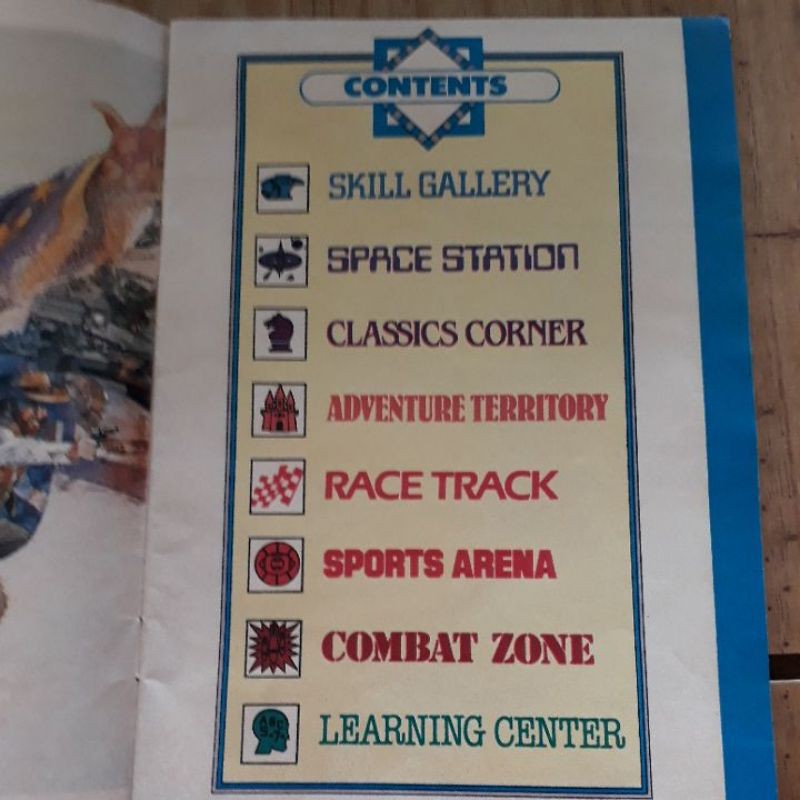 CONTENTS
SKILL GALLERY
SPACE STATION
CLASSICS CORNER
ADVENTURE TERRITORY
RACE TRACK
SPORTS ARENA
COMBAT ZONE
LEARNING CENTER